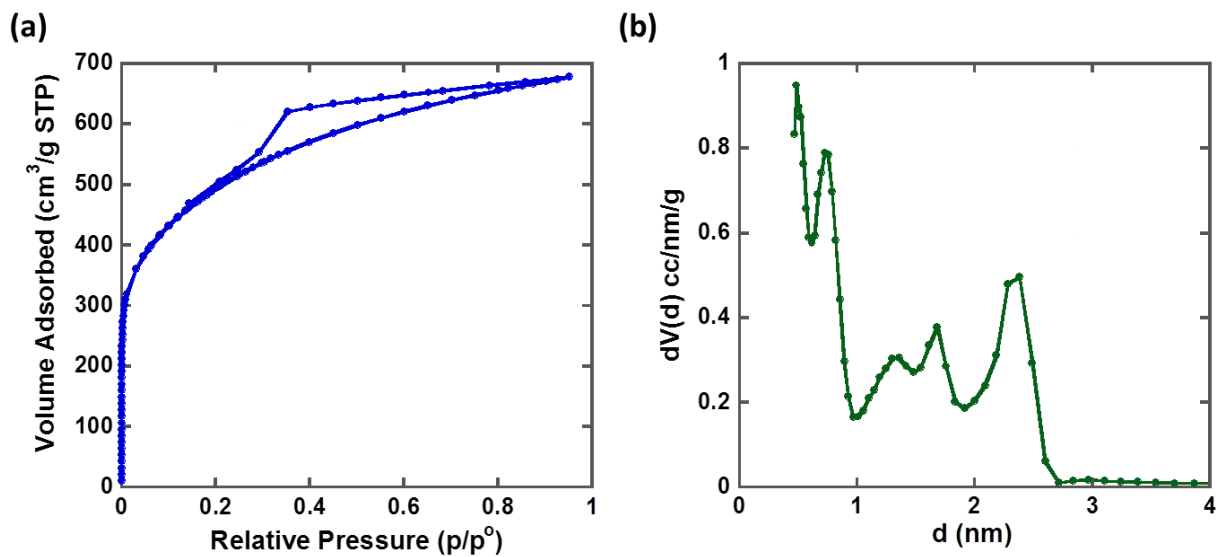 (a)
Volume Adsorbed (cm³/g STP)
700
600
500
400
300
200
100
0
0 0.2 0.4 0.6 0.8 1
Relative Pressure (p/pº)
(b)
dV(d) cc/nm/g
1
0.8
0.6
0.4
0.2
0
0 1 2 3 4
d (nm)